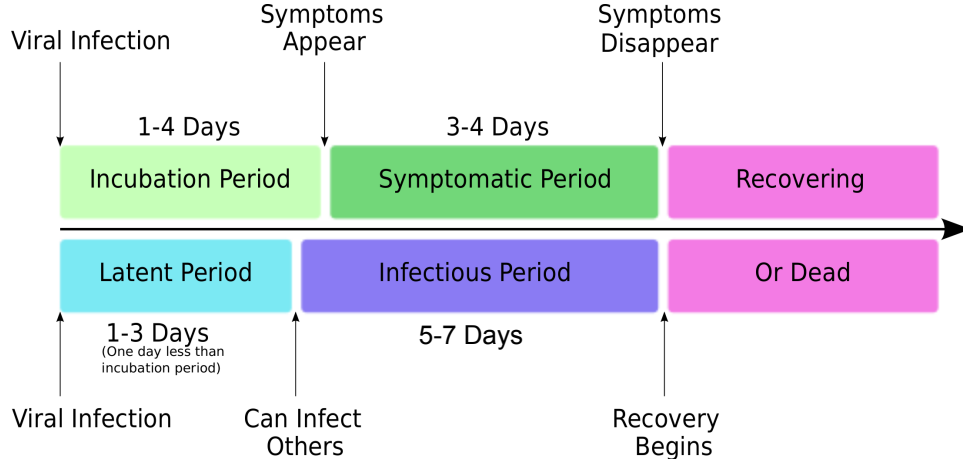 Viral Infection
Symptoms
Appear
Symptoms
Disappear
1-4 Days
3-4 Days
Incubation Period
Symptomatic Period
Recovering
Latent Period
Infectious Period
Or Dead
1-3 Days
(One day less than
incubation period)
5-7 Days
Viral Infection
Can Infect
Others
Recovery
Begins